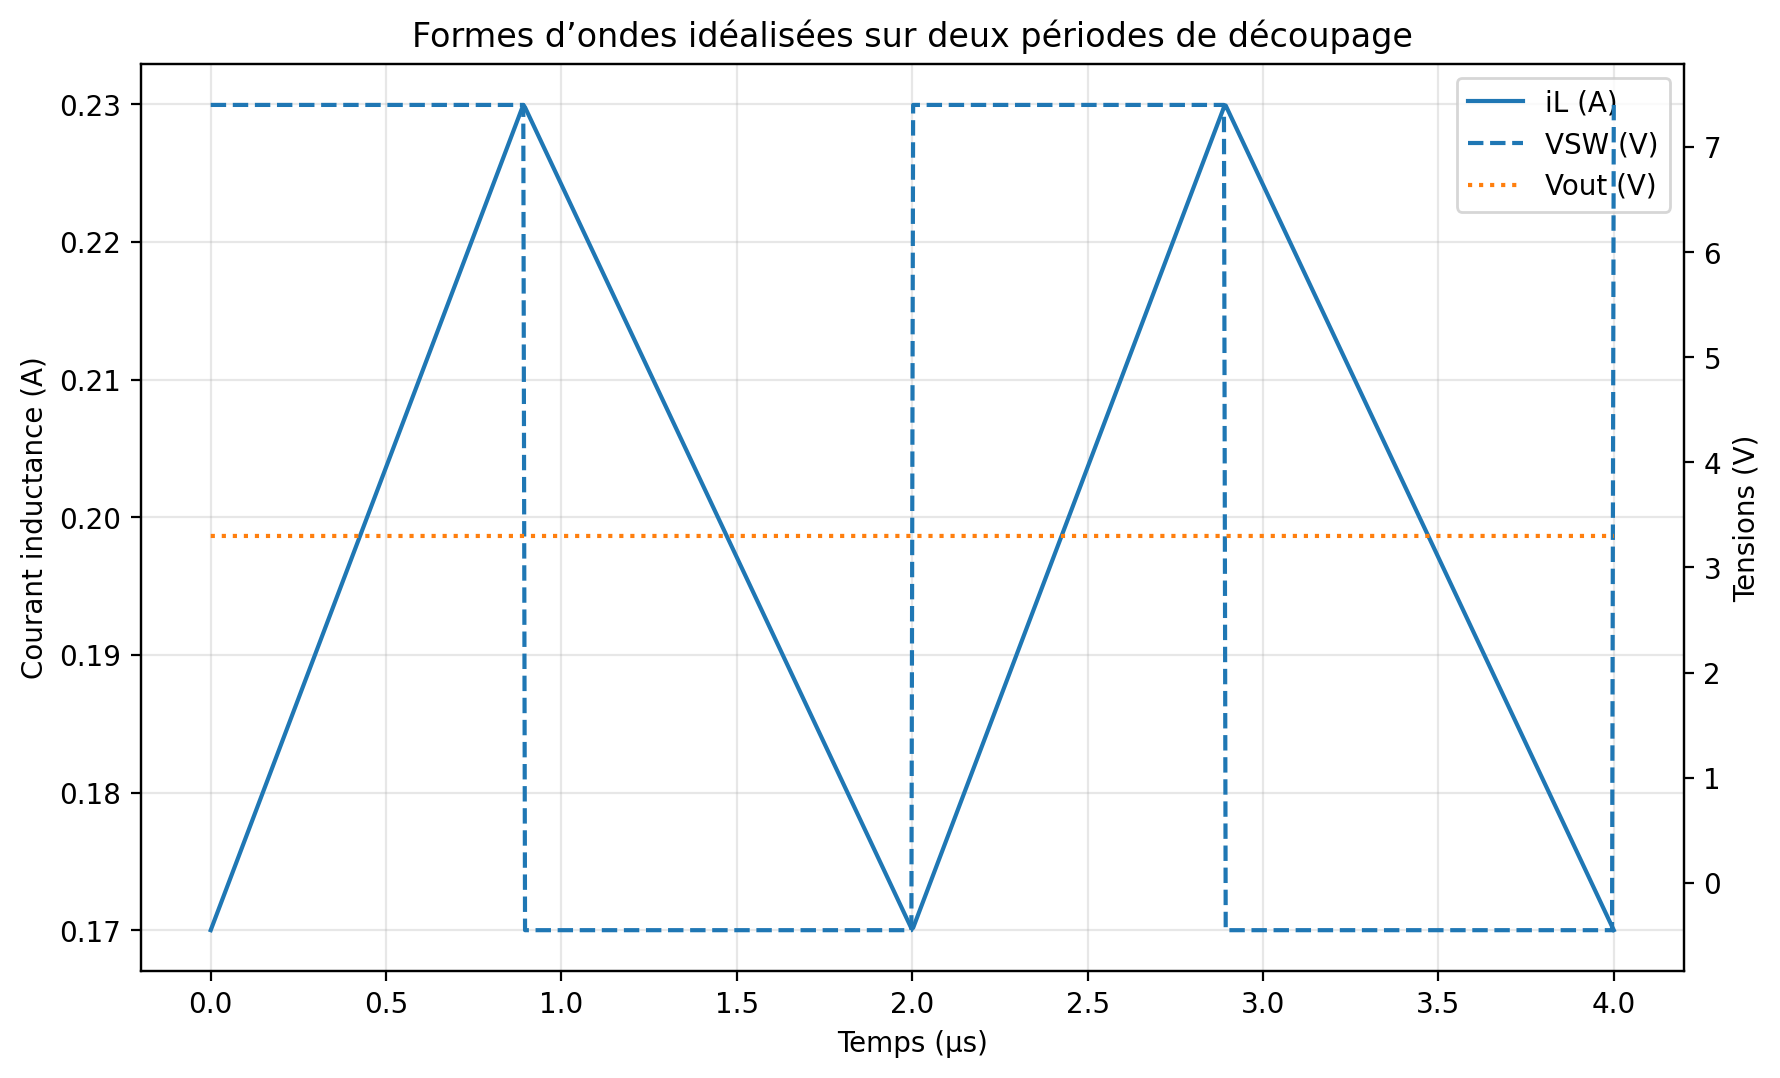 Formes d’ondes idéalisées sur deux périodes de découpage
iL (A)
VSW (V)
Vout (V)
Courant inductance (A)
0.23
0.22
0.21
0.20
0.19
0.18
0.17
7
6
5
4
3
2
1
0
Tensions (V)
0.0 0.5 1.0 1.5 2.0 2.5 3.0 3.5 4.0
Temps (µs)